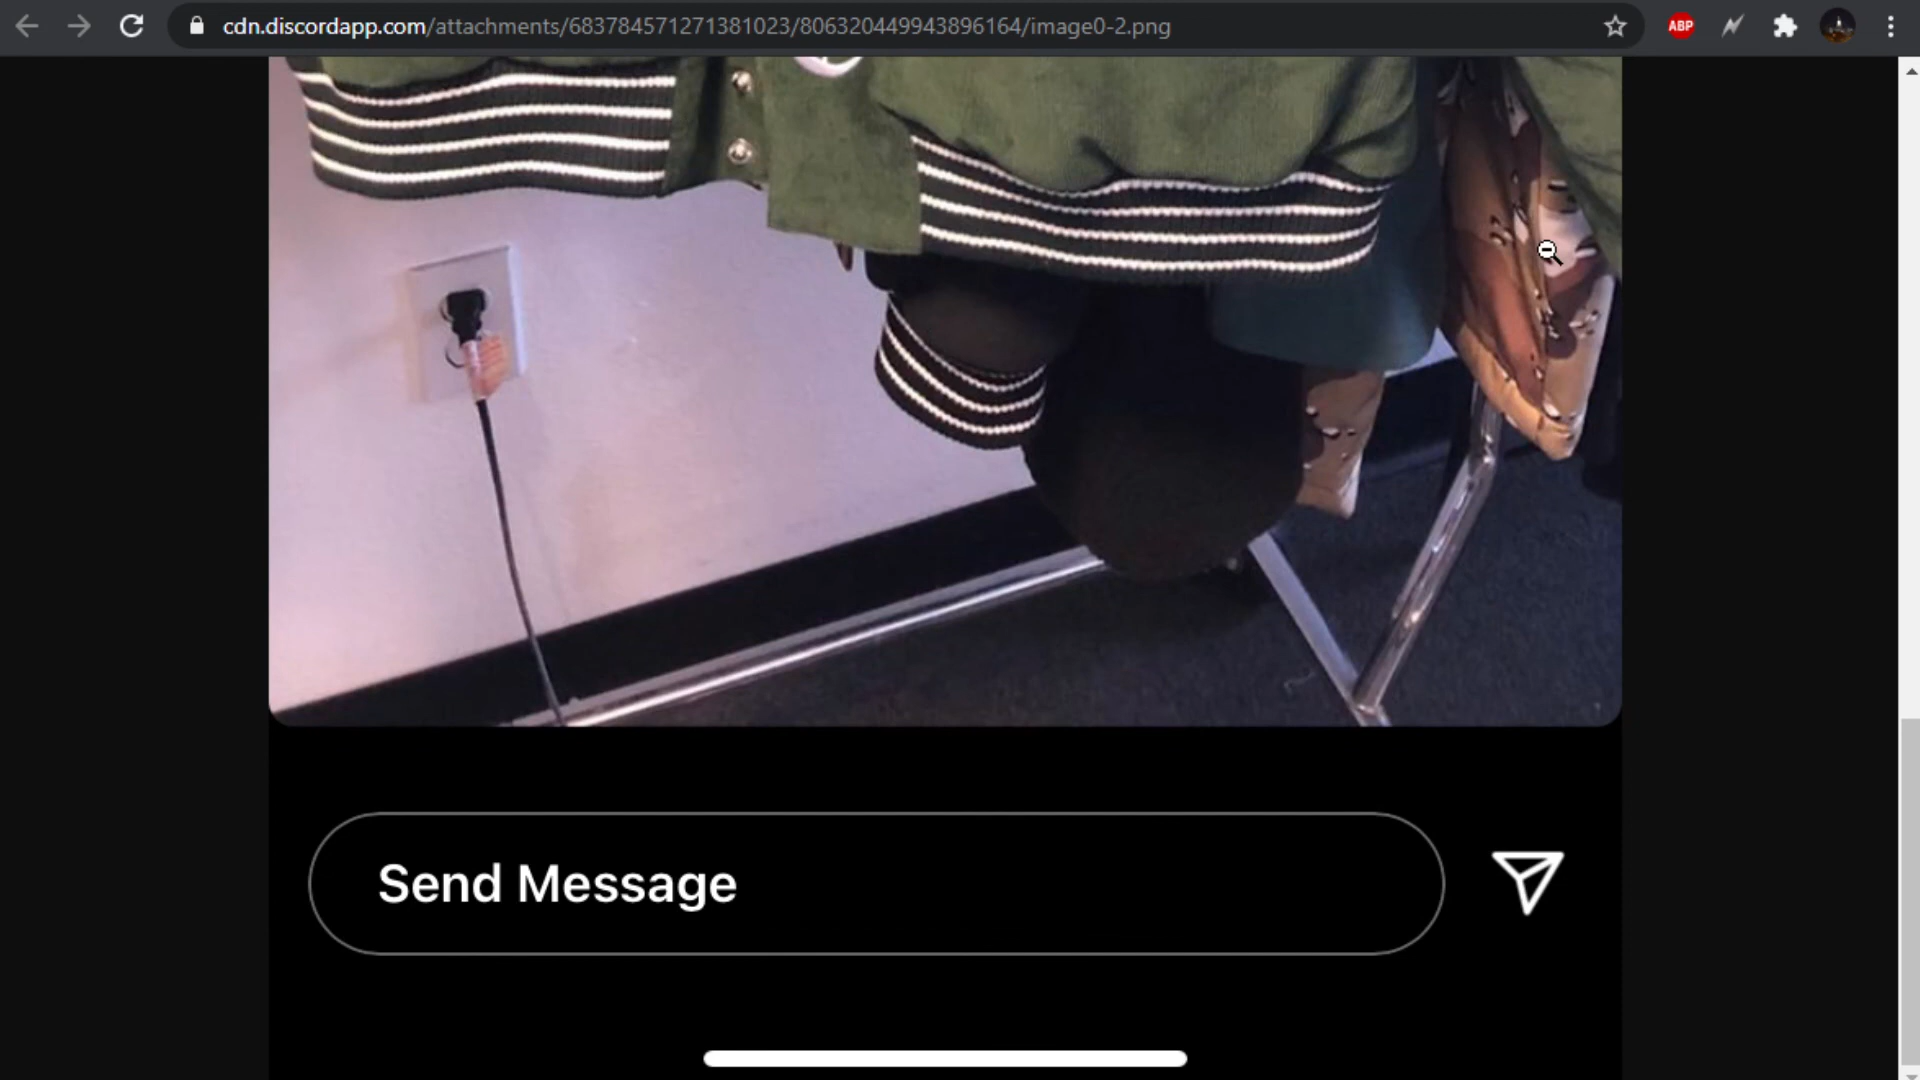 cdn.discordapp.com/attachments/683784571271381023/806320449943896164/image0-2.png
ABP
Send Message